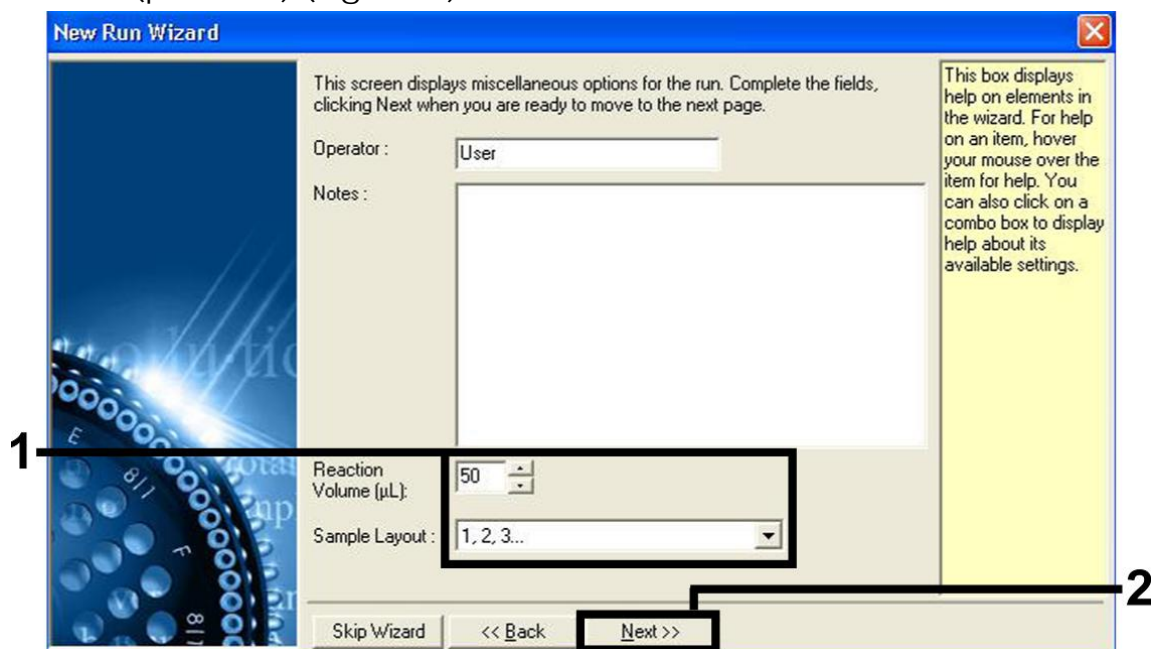 New Run Wizard
This screen displays miscellaneous options for the run. Complete the fields,
clicking Next when you are ready to move to the next page.
Operator :
User
Notes :
Reaction
Volume (µL):
50
Sample Layout :
1, 2, 3...
Skip Wizard
<< Back
Next >>
This box displays
help on elements in
the wizard. For help
on an item, hover
your mouse over the
item for help. You
can also click on a
combo box to display
help about its
available settings.
1
2
E
8|1
F
8|1